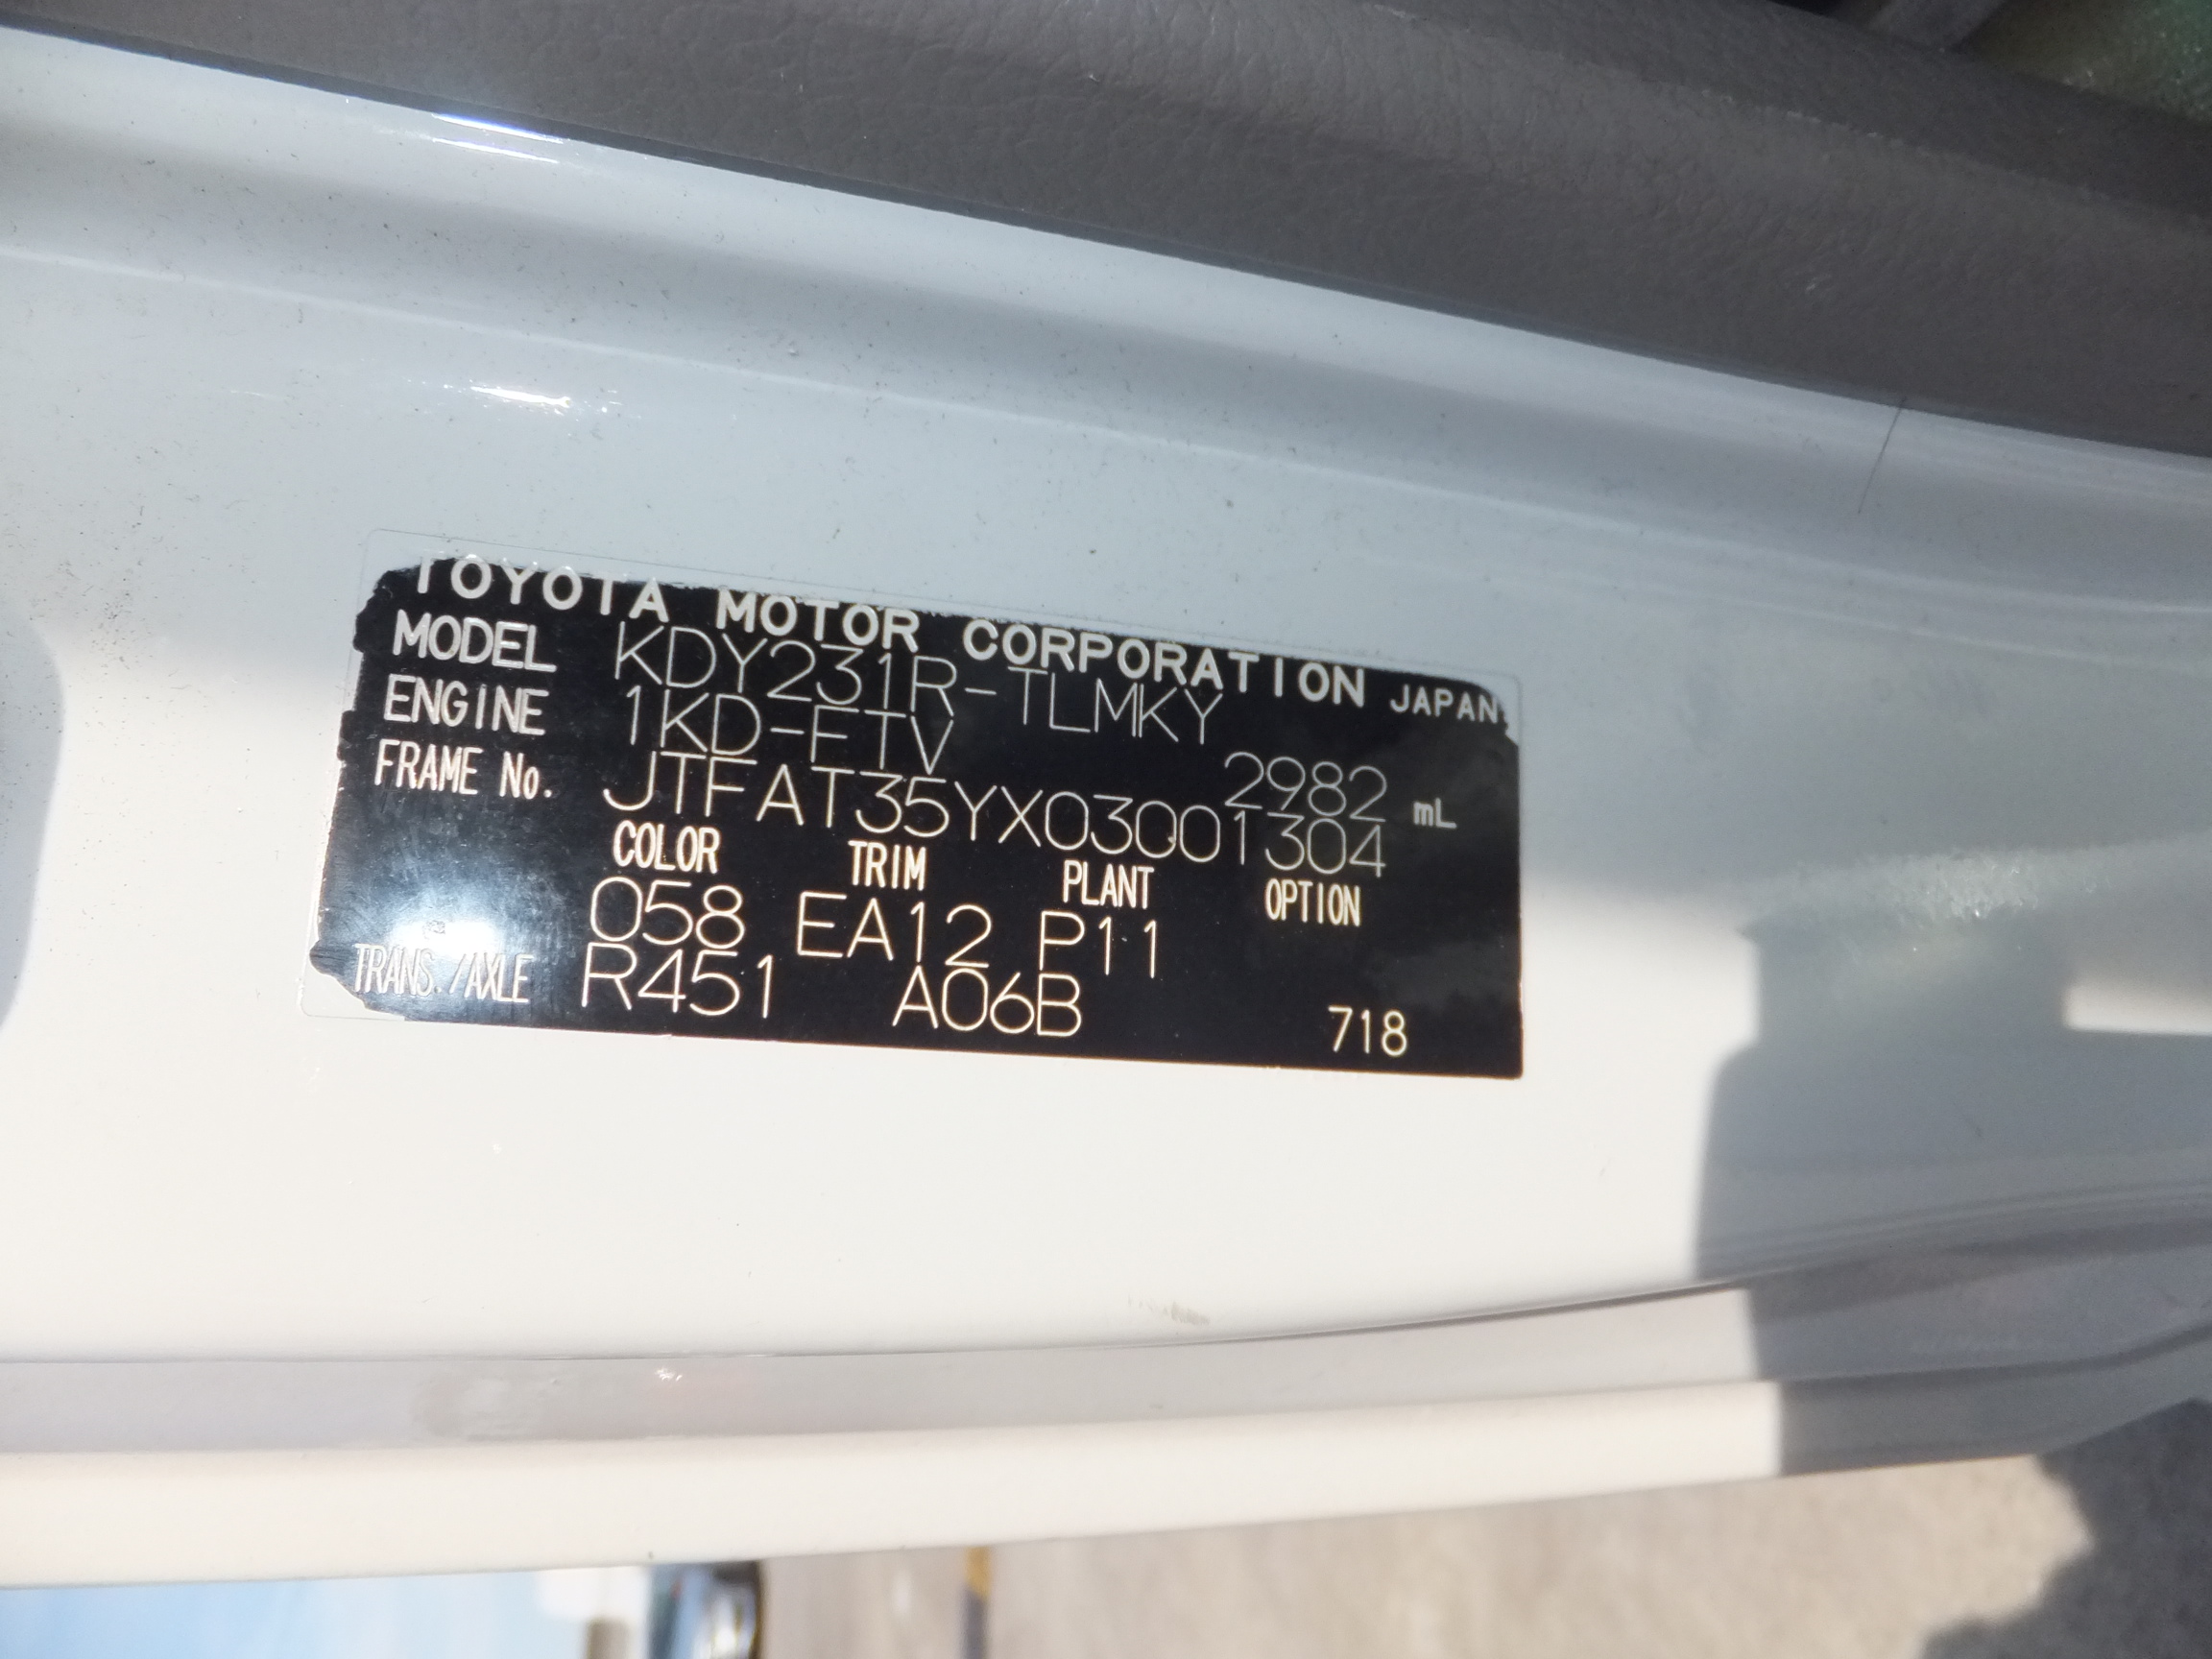 TOYOTA MOTOR CORPORATION JAPAN
MODEL KDY231R-TLMKY
ENGINE 1KD-FTV 2982 mL
FRAME No. JTFAT35YX03001304
COLOR TRIM PLANT OPTION
058 EA12 P11
TRANS./AXLE R451 A06B 718